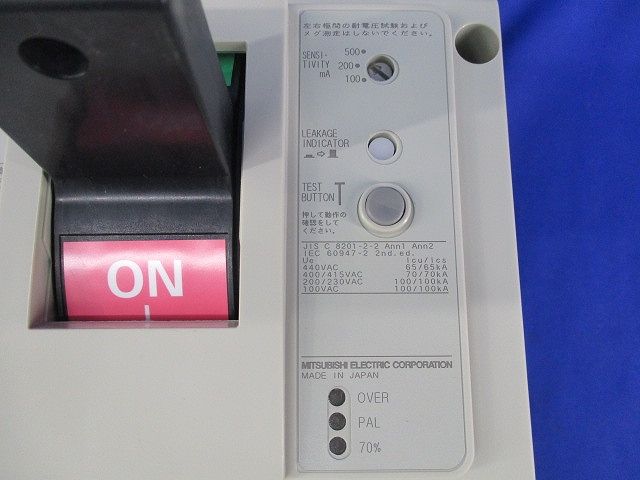 左右極間の耐電圧試験および
メグ測定はしないでください。
SENSI-
TIVITY
mA
500
200
100
LEAKAGE
INDICATOR
TEST
BUTTON
押して動作の
確認をして
ください。
JIS C 8201-2-2 Ann1 Ann2
IEC 60947-2 2nd.ed.
Ue Icu/Ics
440VAC 65/65kA
400/415VAC 70/70kA
200/230VAC 100/100kA
100VAC 100/100kA
MITSUBISHI ELECTRIC CORPORATION
MADE IN JAPAN
OVER
PAL
70%
ON